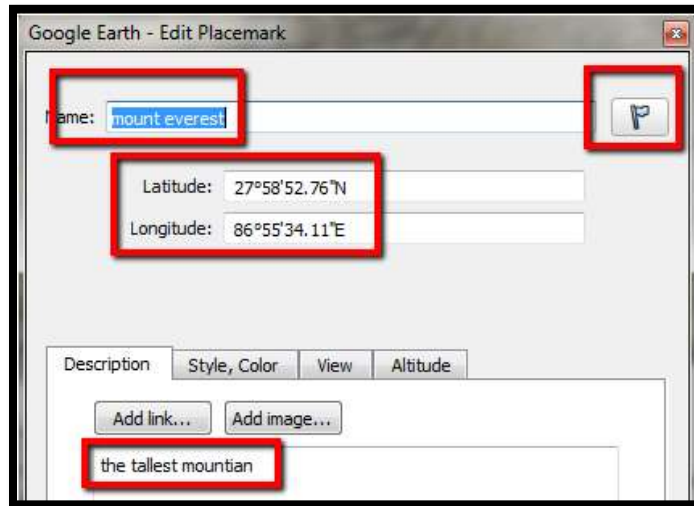 Google Earth - Edit Placemark
Name: mount everest
Latitude: 27°58'52.76"N
Longitude: 86°55'34.11"E
Description Style, Color View Altitude
Add link... Add image...
the tallest mountian